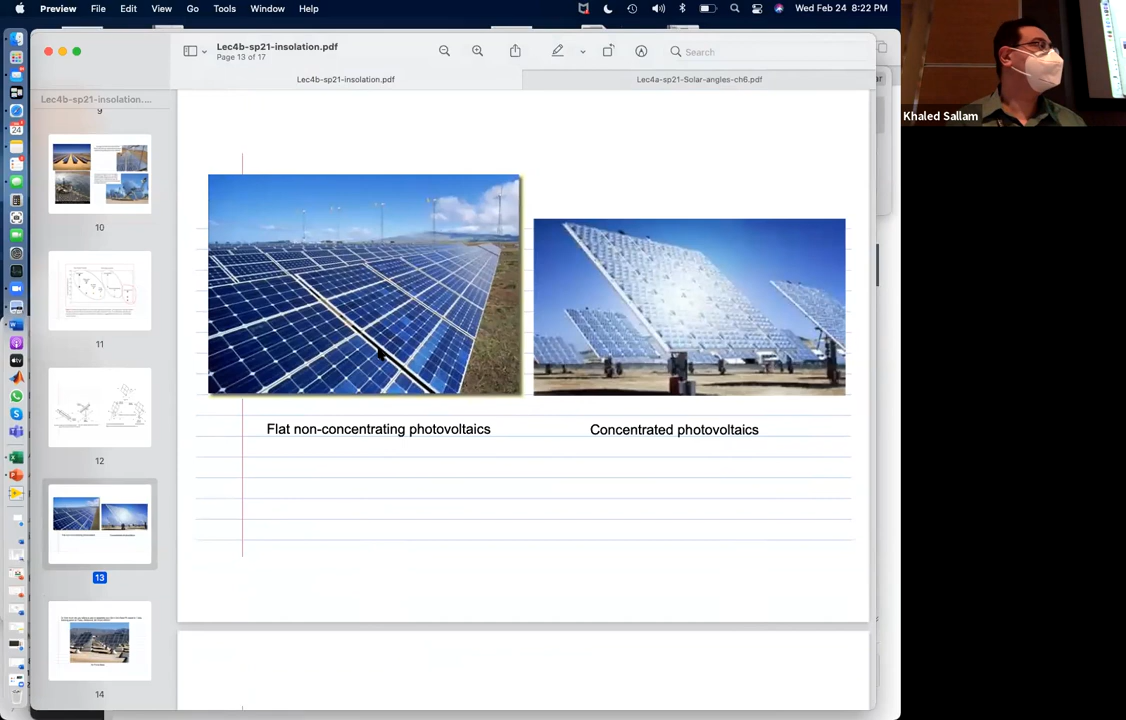 Preview File Edit View Go Tools Window Help Wed Feb 24 8:22 PM
Lec4b-sp21-insolation.pdf
Page 13 of 17
Search
Lec4b-sp21-insolation.pdf Lec4a-sp21-Solar-angles-ch6.pdf
Lec4b-sp21-insolation....
9
10
11
12
13
14
Flat non-concentrating photovoltaics Concentrated photovoltaics
Khaled Sallam